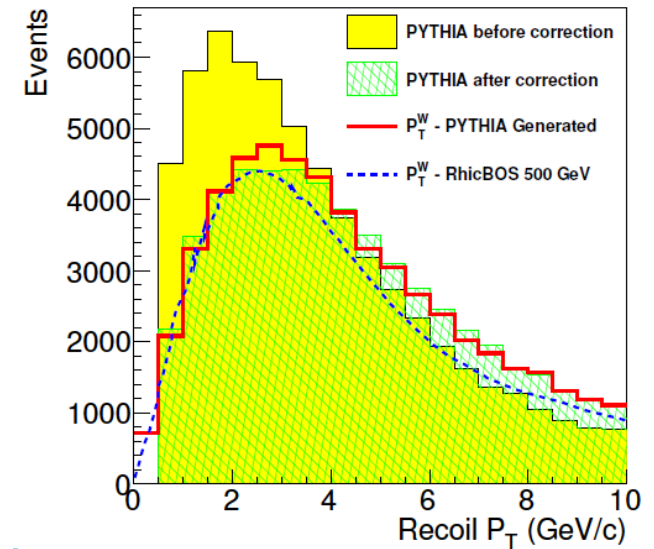 Events
6000
5000
4000
3000
2000
1000
0
0 2 4 6 8 10
Recoil P_T (GeV/c)
PYTHIA before correction
PYTHIA after correction
P_T^W - PYTHIA Generated
P_T^W - RhicBOS 500 GeV